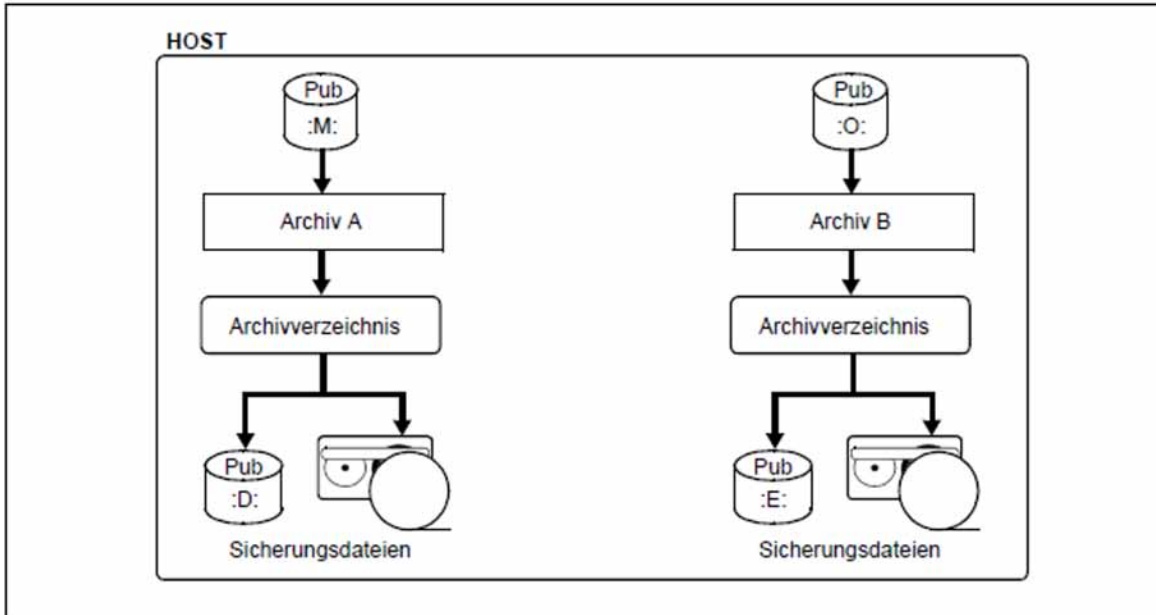 HOST
Pub
:M:
Pub
:O:
Archiv A
Archiv B
Archivverzeichnis
Archivverzeichnis
Pub
:D:
Pub
:E:
Sicherungsdateien
Sicherungsdateien